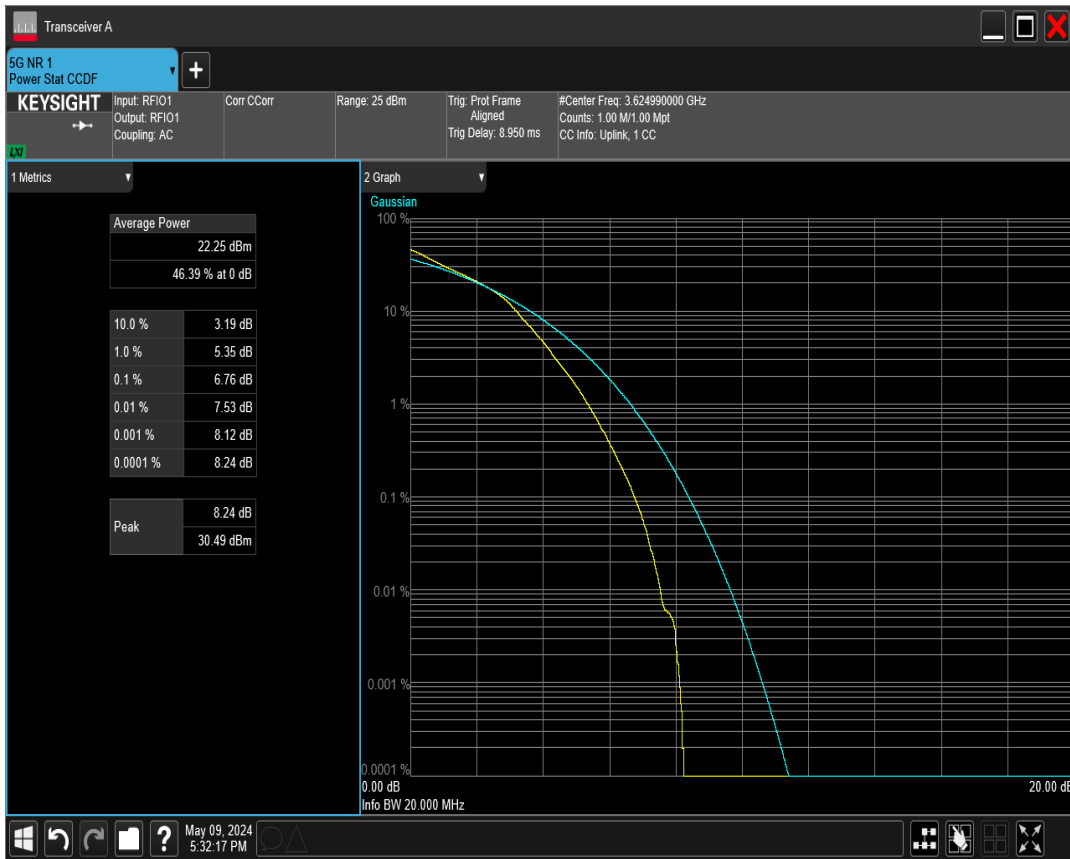 Transceiver A
5G NR 1
Power Stat CCDF
+
KEYSIGHT
LXI
Input: RFIO1
Output: RFIO1
Coupling: AC
Corr CCorr
Range: 25 dBm
Trig: Prot Frame
Aligned
Trig Delay: 8.950 ms
#Center Freq: 3.624990000 GHz
Counts: 1.00 M/1.00 Mpt
CC Info: Uplink, 1 CC
1 Metrics
Average Power
22.25 dBm
46.39 % at 0 dB
10.0 % 3.19 dB
1.0 % 5.35 dB
0.1 % 6.76 dB
0.01 % 7.53 dB
0.001 % 8.12 dB
0.0001 % 8.24 dB
Peak
8.24 dB
30.49 dBm
2 Graph
Gaussian
100 %
10 %
1 %
0.1 %
0.01 %
0.001 %
0.0001 %
0.00 dB 20.00 dB
Info BW 20.000 MHz
?
May 09, 2024
5:32:17 PM